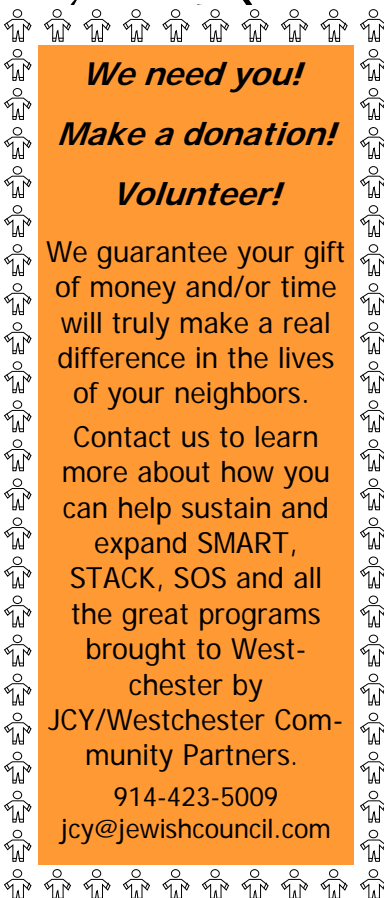 We need you!
Make a donation!
Volunteer!
We guarantee your gift
of money and/or time
will truly make a real
difference in the lives
of your neighbors.
Contact us to learn
more about how you
can help sustain and
expand SMART,
STACK, SOS and all
the great programs
brought to West-
chester by
JCY/Westchester Com-
munity Partners.
914-423-5009
jcy@jewishcouncil.com